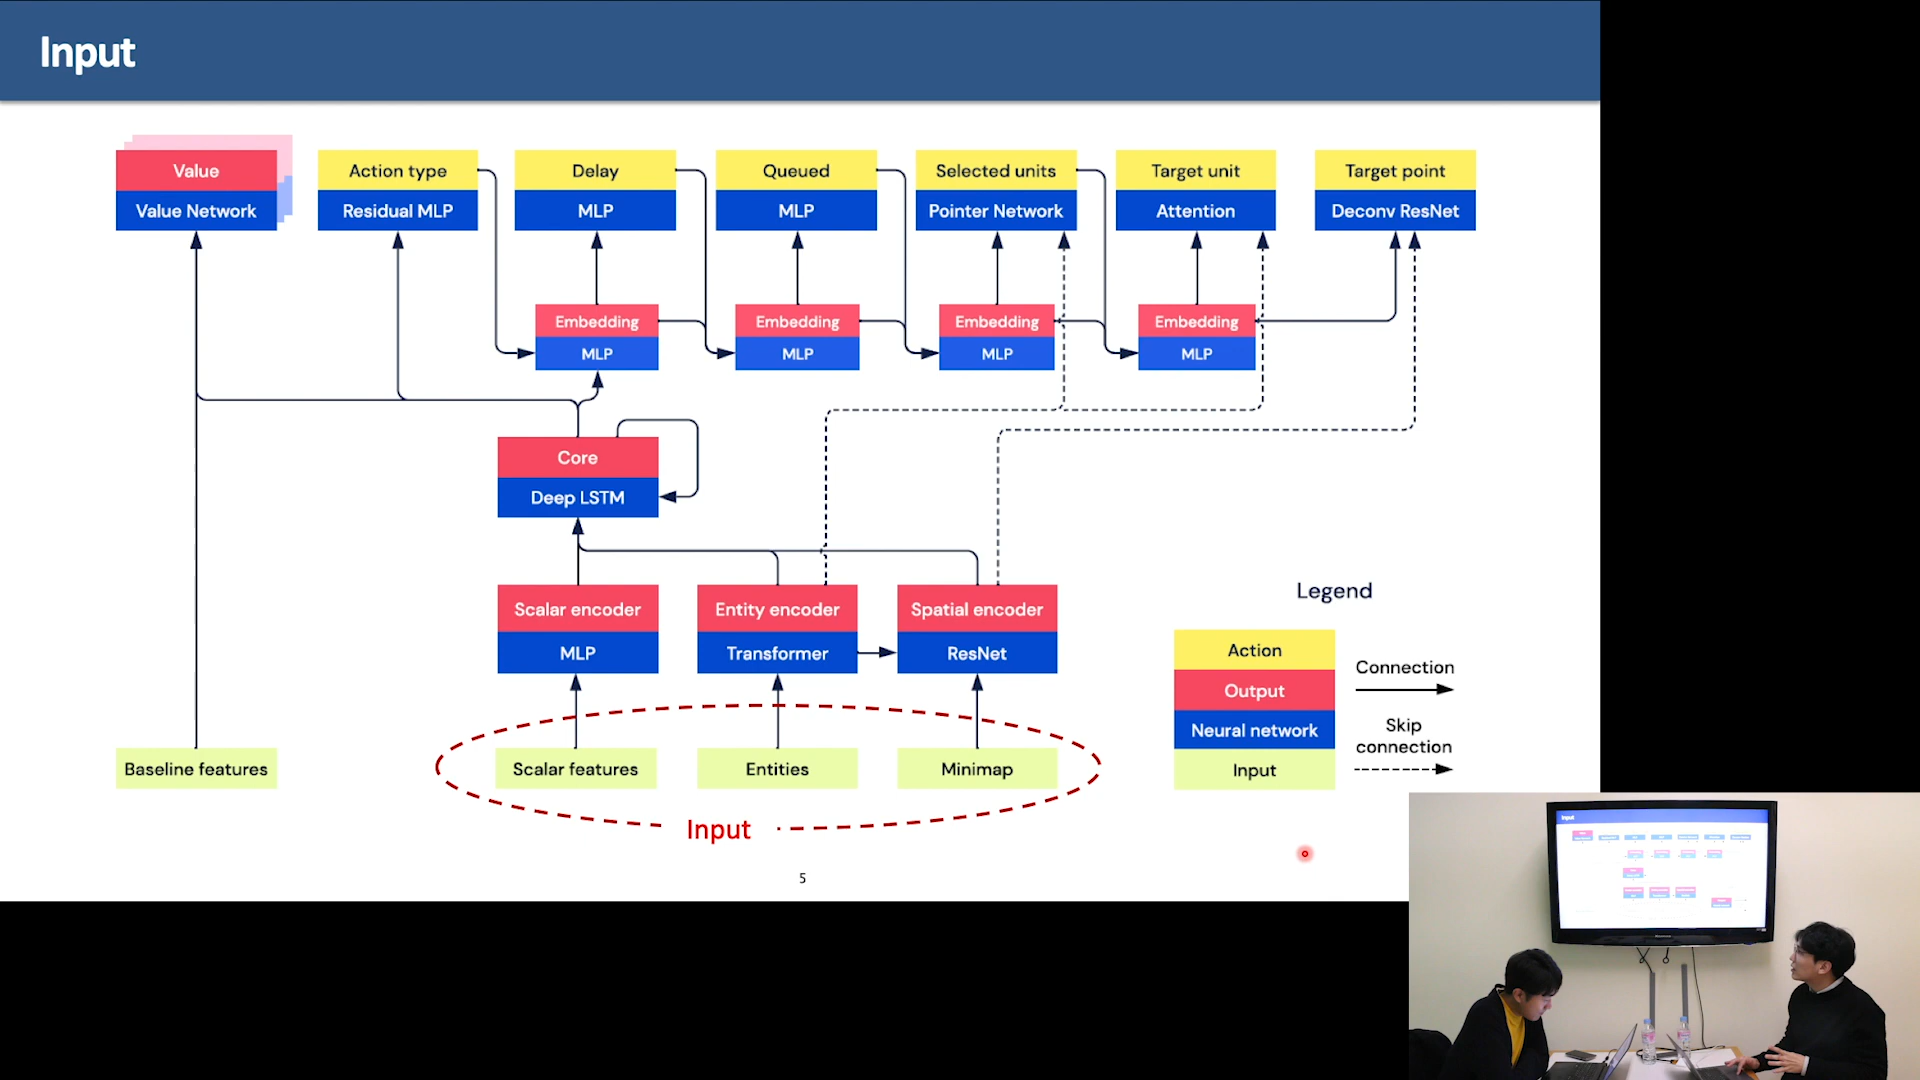 Input
Value
Value Network
Action type
Residual MLP
Delay
MLP
Queued
MLP
Selected units
Pointer Network
Target unit
Attention
Target point
Deconv ResNet
Embedding
MLP
Embedding
MLP
Embedding
MLP
Embedding
MLP
Core
Deep LSTM
Scalar encoder
MLP
Entity encoder
Transformer
Spatial encoder
ResNet
Baseline features
Scalar features
Entities
Minimap
Input
Legend
Action
Output
Neural network
Input
Connection
Skip
connection
5
Input